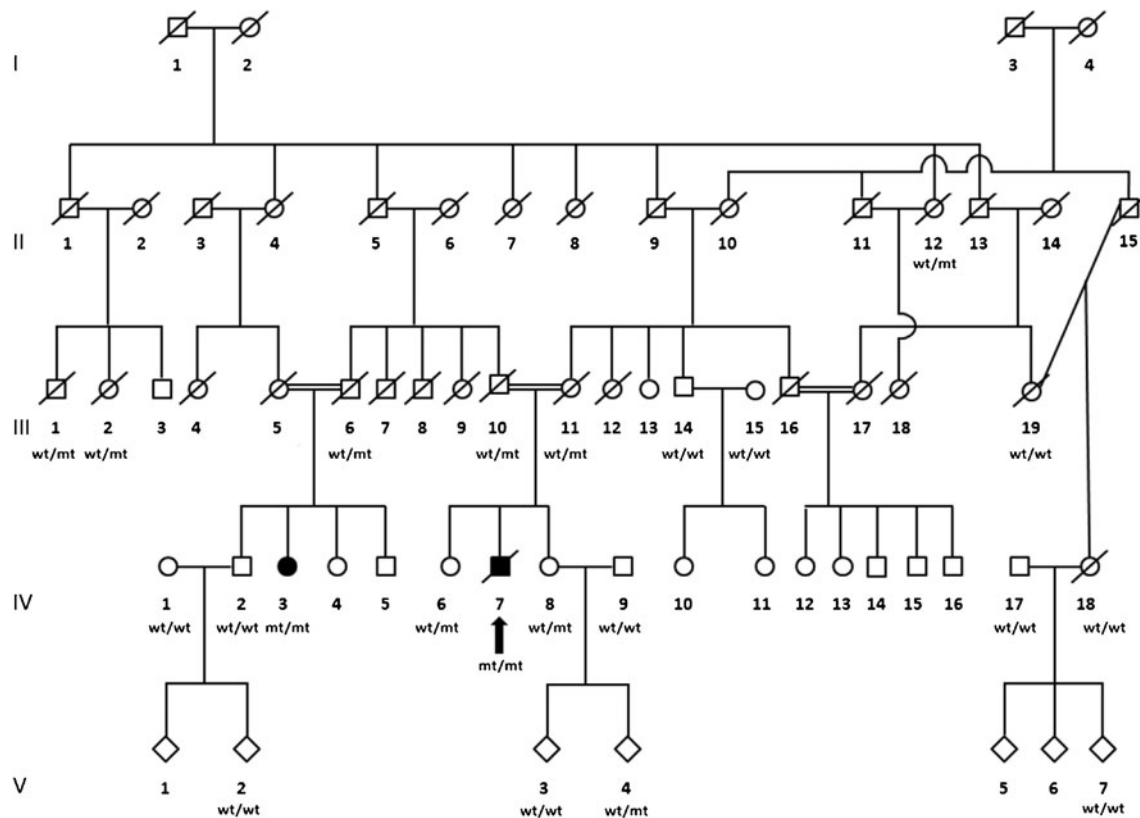 I
1 2 3 4
II
1 2 3 4 5 6 7 8 9 10 11 12 13 14 15
wt/mt
III
1 2 3 4 5 6 7 8 9 10 11 12 13 14 15 16 17 18 19
wt/mt wt/mt wt/mt wt/mt wt/mt wt/wt wt/wt wt/wt
IV
1 2 3 4 5 6 7 8 9 10 11 12 13 14 15 16 17 18
wt/wt wt/wt mt/mt wt/mt wt/mt wt/wt wt/wt wt/wt
mt/mt
V
1 2 3 4 5 6 7
wt/wt wt/wt wt/mt wt/wt